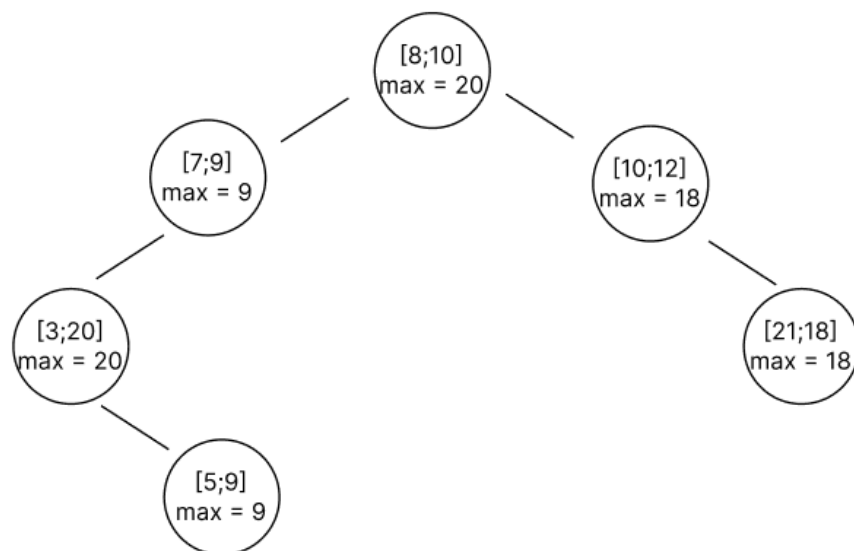 [8;10]
max = 20
[7;9]
max = 9
[10;12]
max = 18
[3;20]
max = 20
[21;18]
max = 18
[5;9]
max = 9